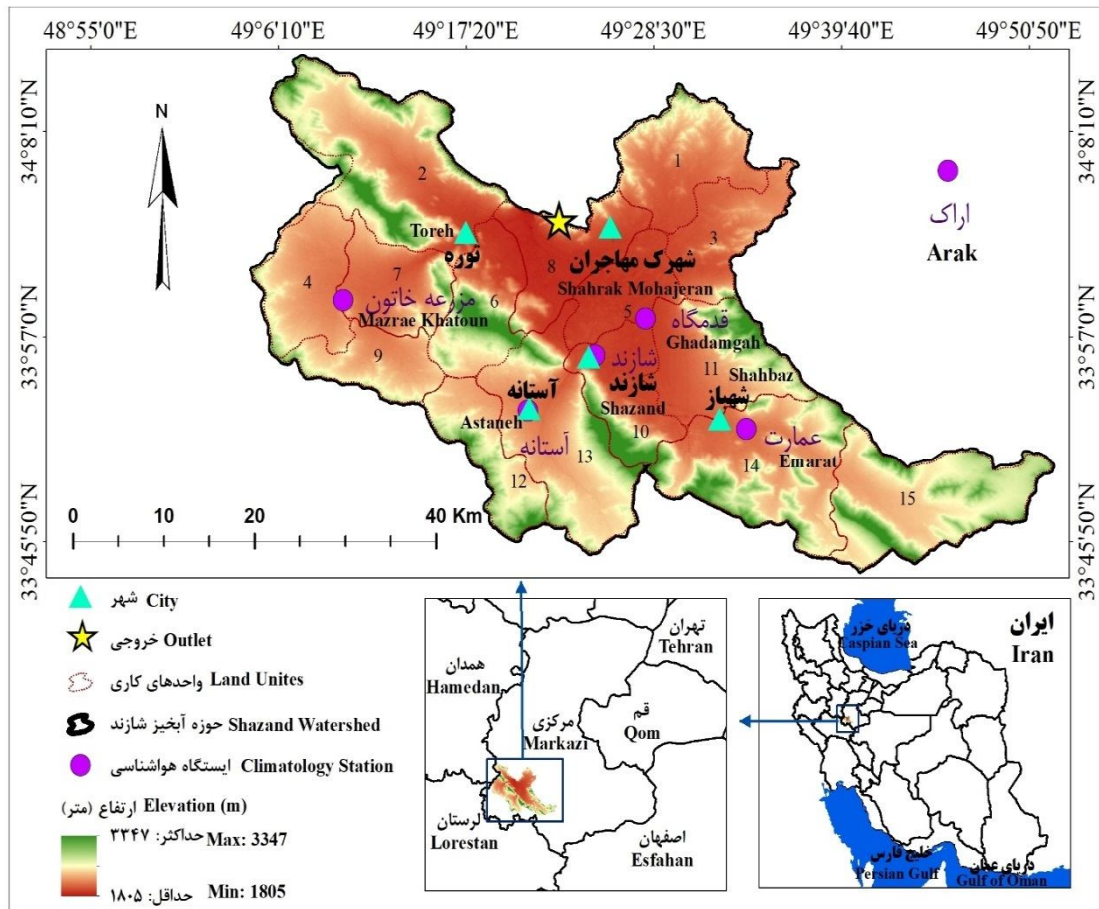 48°55'0"E 49°6'10"E 49°17'20"E 49°28'30"E 49°39'40"E 49°50'50"E
34°8'10"N
33°57'0"N
33°45'50"N
34°8'10"N
33°57'0"N
33°45'50"N
N
1
2
3
4
5
6
7
8
9
10
11
12
13
14
15
اراک
Arak
Toreh
توره
شهرک مهاجران
Shahrak Mohajeran
مزرعه خاتون
Mazrae Khatoun
قدمگاه
Ghadamgah
شازند
شازند
Shazand
Shahbaz
شهباز
آستانه
Astaneh
آستانه
عمارت
Emarat
0 5 10 20 30 40 Km
شهر City
خروجی Outlet
واحدهای کاری Land Unites
حوزه آبخیز شازند Shazand Watershed
ایستگاه هواشناسی Climatology Station
ارتفاع (متر) Elevation (m)
حداکثر: ۳۳۴۷ Max: 3347
حداقل: ۱۸۰۵ Min: 1805
تهران
Tehran
همدان
Hamedan
قم
Qom
مرکزی
Markazi
لرستان
Lorestan
اصفهان
Esfahan
ایران
Iran
دریای خزر
Caspian Sea
خلیج فارس
Persian Gulf
دریای عمان
Gulf of Oman